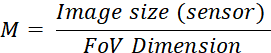 M = Image size (sensor) / FoV Dimension